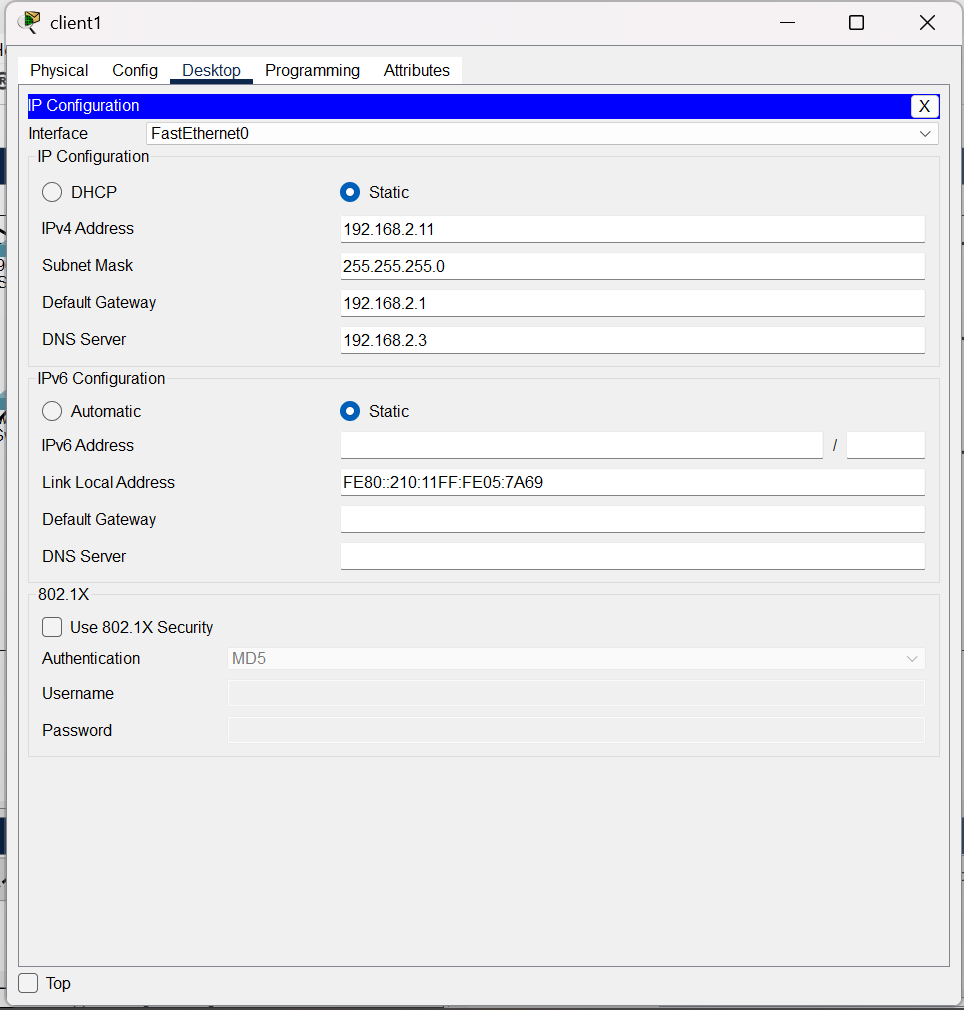 client1
Physical Config Desktop Programming Attributes
IP Configuration X
Interface FastEthernet0
IP Configuration
DHCP Static
IPv4 Address 192.168.2.11
Subnet Mask 255.255.255.0
Default Gateway 192.168.2.1
DNS Server 192.168.2.3
IPv6 Configuration
Automatic Static
IPv6 Address /
Link Local Address FE80::210:11FF:FE05:7A69
Default Gateway
DNS Server
802.1X
Use 802.1X Security
Authentication MD5
Username
Password
Top